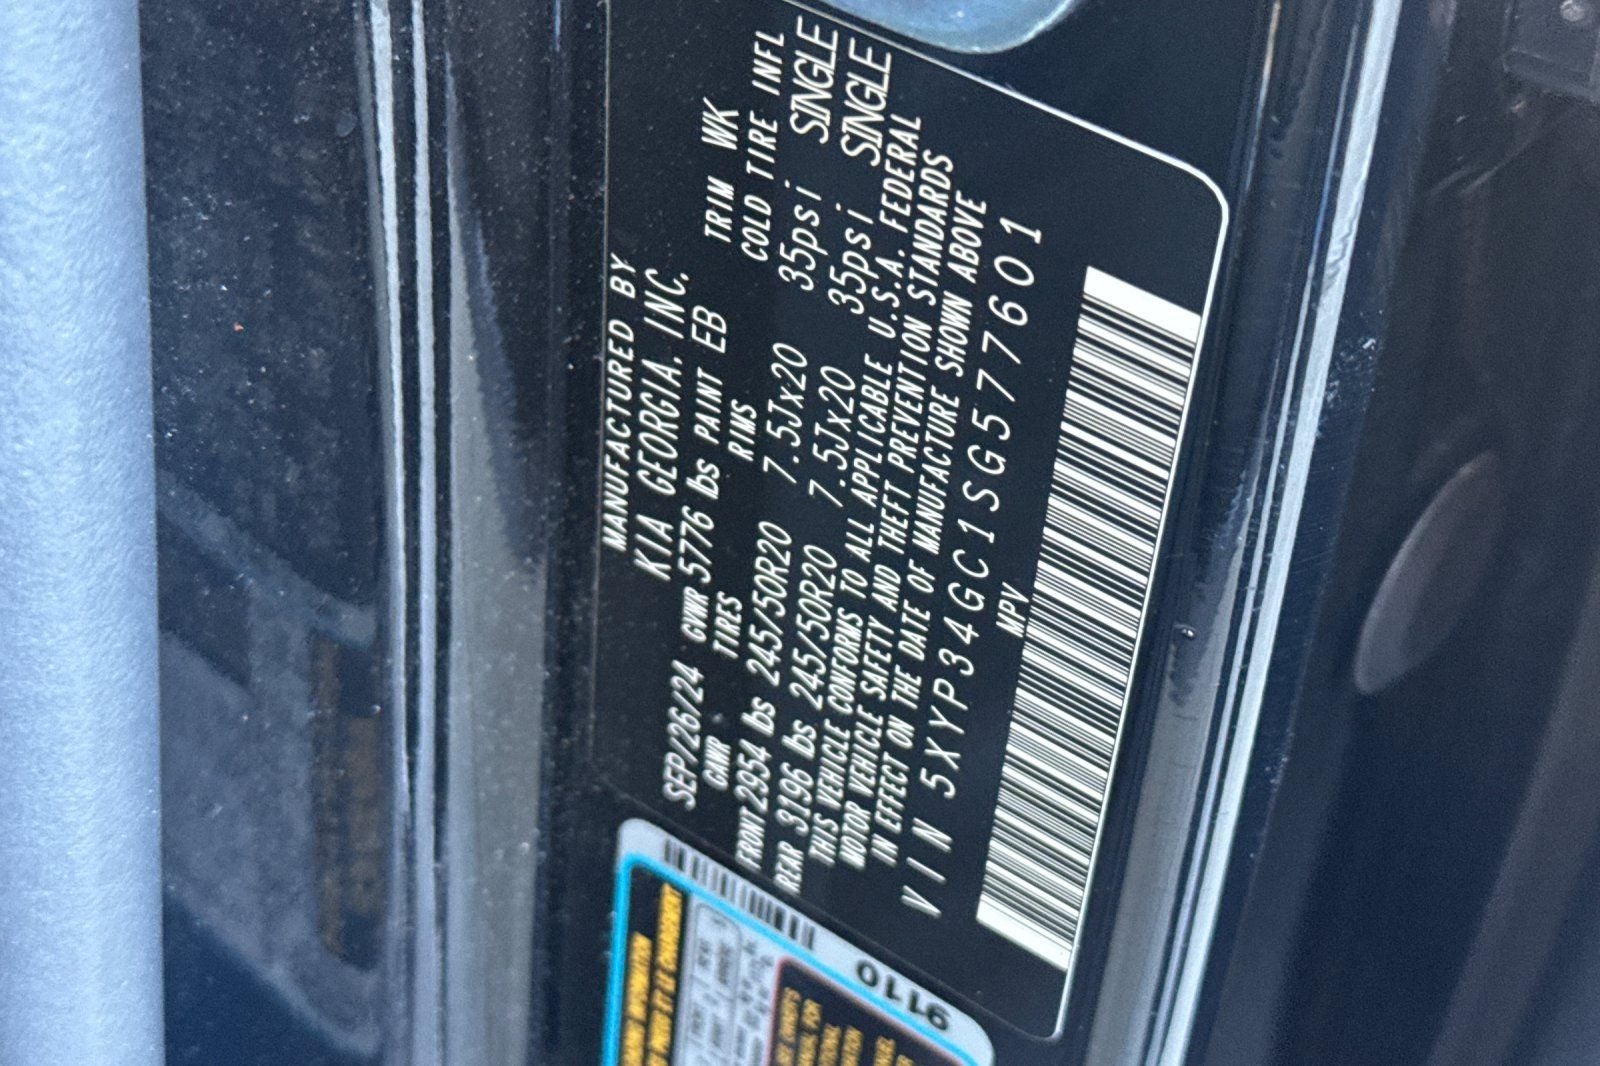 MANUFACTURED BY
KIA GEORGIA, INC.
SEP/26/24 GVWR 5776 lbs PAINT EB TRIM WK
GAWR TIRES RIMS COLD TIRE INFL
FRONT 2954 lbs 245/50R20 7.5Jx20 35psi SINGLE
REAR 3196 lbs 245/50R20 7.5Jx20 35psi SINGLE
THIS VEHICLE CONFORMS TO ALL APPLICABLE U.S.A. FEDERAL
MOTOR VEHICLE SAFETY AND THEFT PREVENTION STANDARDS
IN EFFECT ON THE DATE OF MANUFACTURE SHOWN ABOVE
VIN 5XYP34GC1SG577601
MPV
9110
INFORMATION